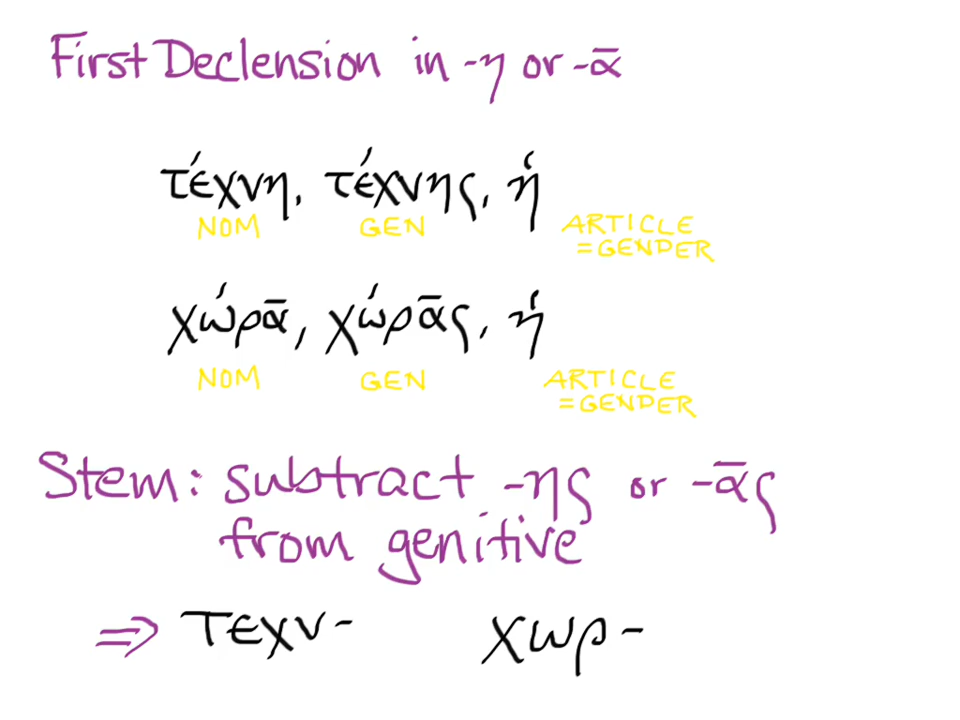 First Declension in -η or -ᾱ
τέχνη, τέχνης, ἡ
NOM GEN ARTICLE
=GENDER
χώρᾱ, χώρᾱς, ἡ
NOM GEN ARTICLE
=GENDER
Stem: subtract -ης or -ᾱς
from genitive
⇒ τεχν- χωρ-